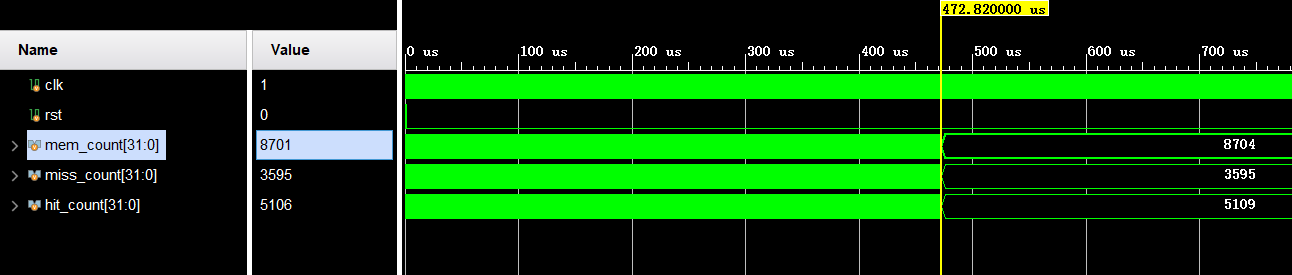 472.820000 us
Name Value 0 us 100 us 200 us 300 us 400 us 500 us 600 us 700 us
clk 1
rst 0
mem_count[31:0] 8701 8704
miss_count[31:0] 3595 3595
hit_count[31:0] 5106 5109